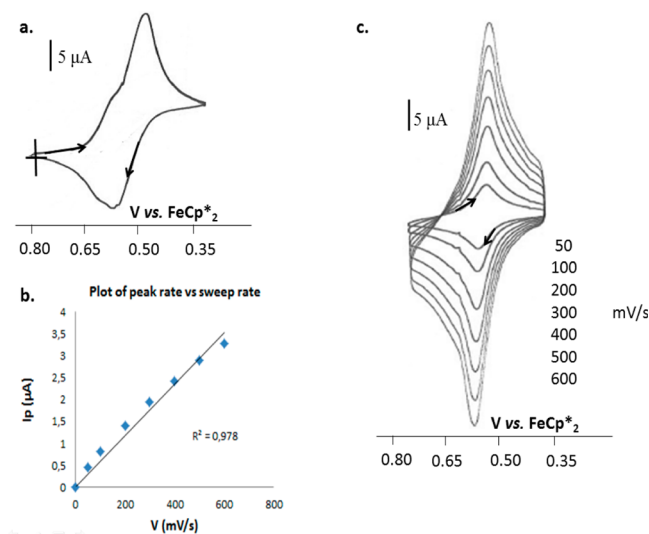 a.
5 μA
V vs. FeCp*2
0.80 0.65 0.50 0.35
b.
Plot of peak rate vs sweep rate
4
3,5
3
2,5
2
1,5
1
0,5
0
Ip (μA)
R² = 0,978
0 200 400 600 800
V (mV/s)
c.
5 μA
50
100
200
300 mV/s
400
500
600
V vs. FeCp*2
0.80 0.65 0.50 0.35